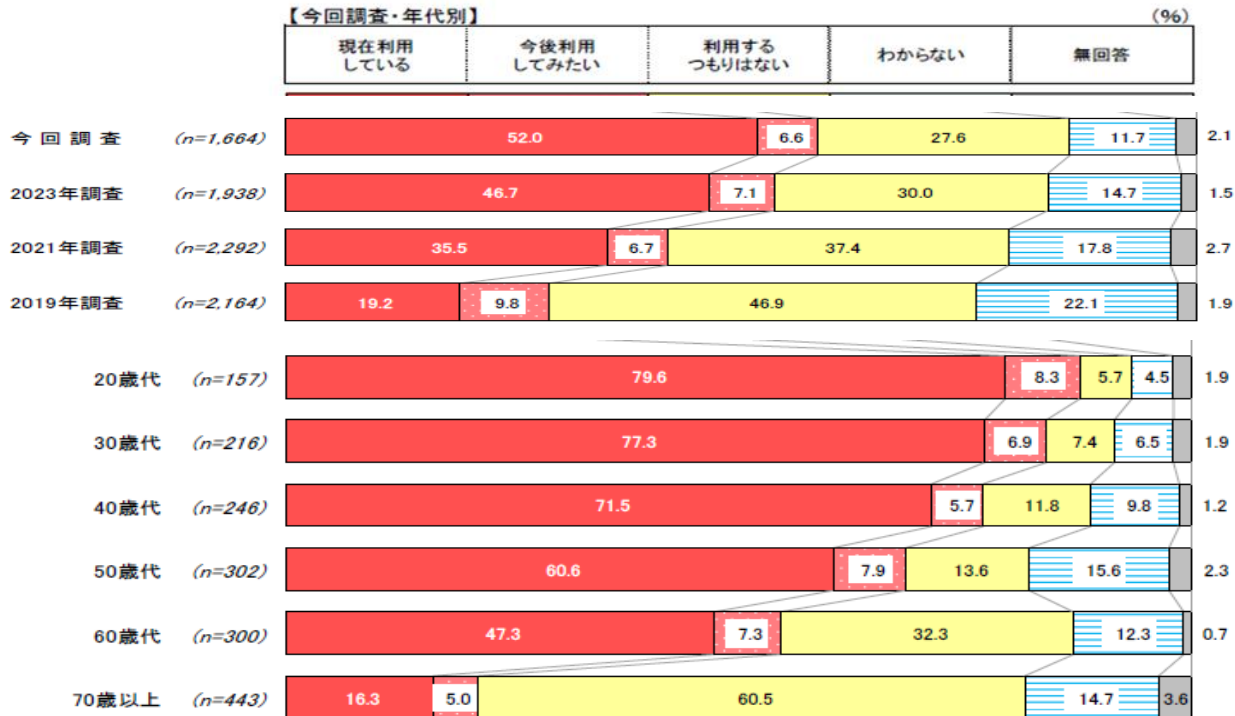 【今回調査・年代別】 (%)
現在利用
している
今後利用
してみたい
利用する
つもりはない
わからない
無回答
今回調査 (n=1,664) 52.0 6.6 27.6 11.7 2.1
2023年調査 (n=1,938) 46.7 7.1 30.0 14.7 1.5
2021年調査 (n=2,292) 35.5 6.7 37.4 17.8 2.7
2019年調査 (n=2,164) 19.2 9.8 46.9 22.1 1.9
20歳代 (n=157) 79.6 8.3 5.7 4.5 1.9
30歳代 (n=216) 77.3 6.9 7.4 6.5 1.9
40歳代 (n=246) 71.5 5.7 11.8 9.8 1.2
50歳代 (n=302) 60.6 7.9 13.6 15.6 2.3
60歳代 (n=300) 47.3 7.3 32.3 12.3 0.7
70歳以上 (n=443) 16.3 5.0 60.5 14.7 3.6